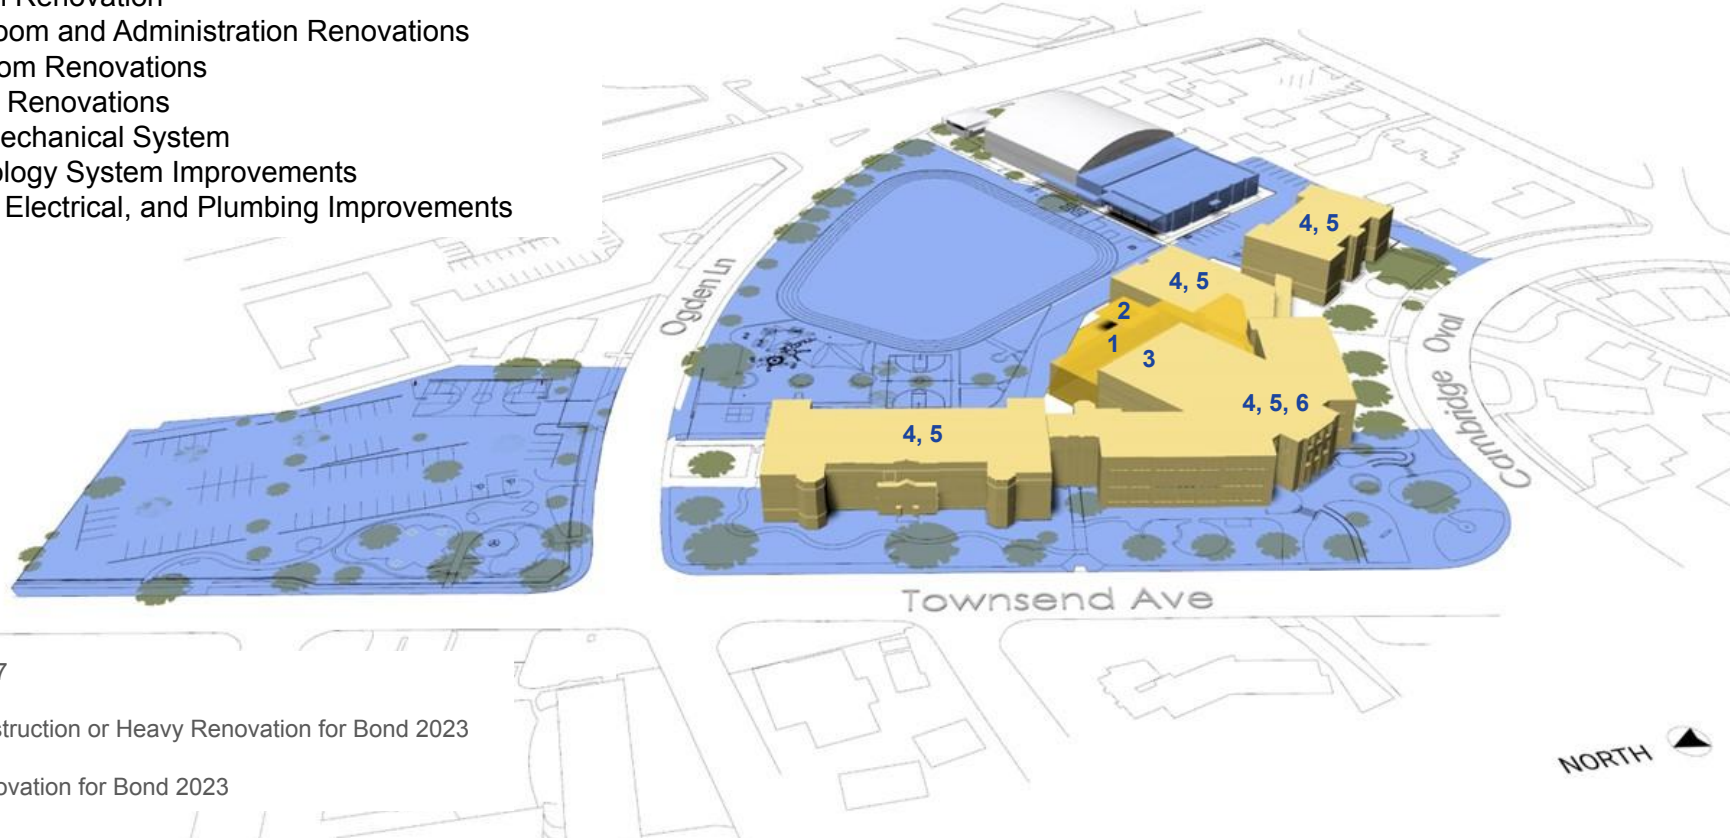 Renovation
oom and Administration Renovations
om Renovations
Renovations
echanical System
ology System Improvements
Electrical, and Plumbing Improvements
4, 5
4, 5
2
1
3
4, 5, 6
4, 5
Ogden Ln
Cambridge Oval
Townsend Ave
7
struction or Heavy Renovation for Bond 2023
ovation for Bond 2023
NORTH